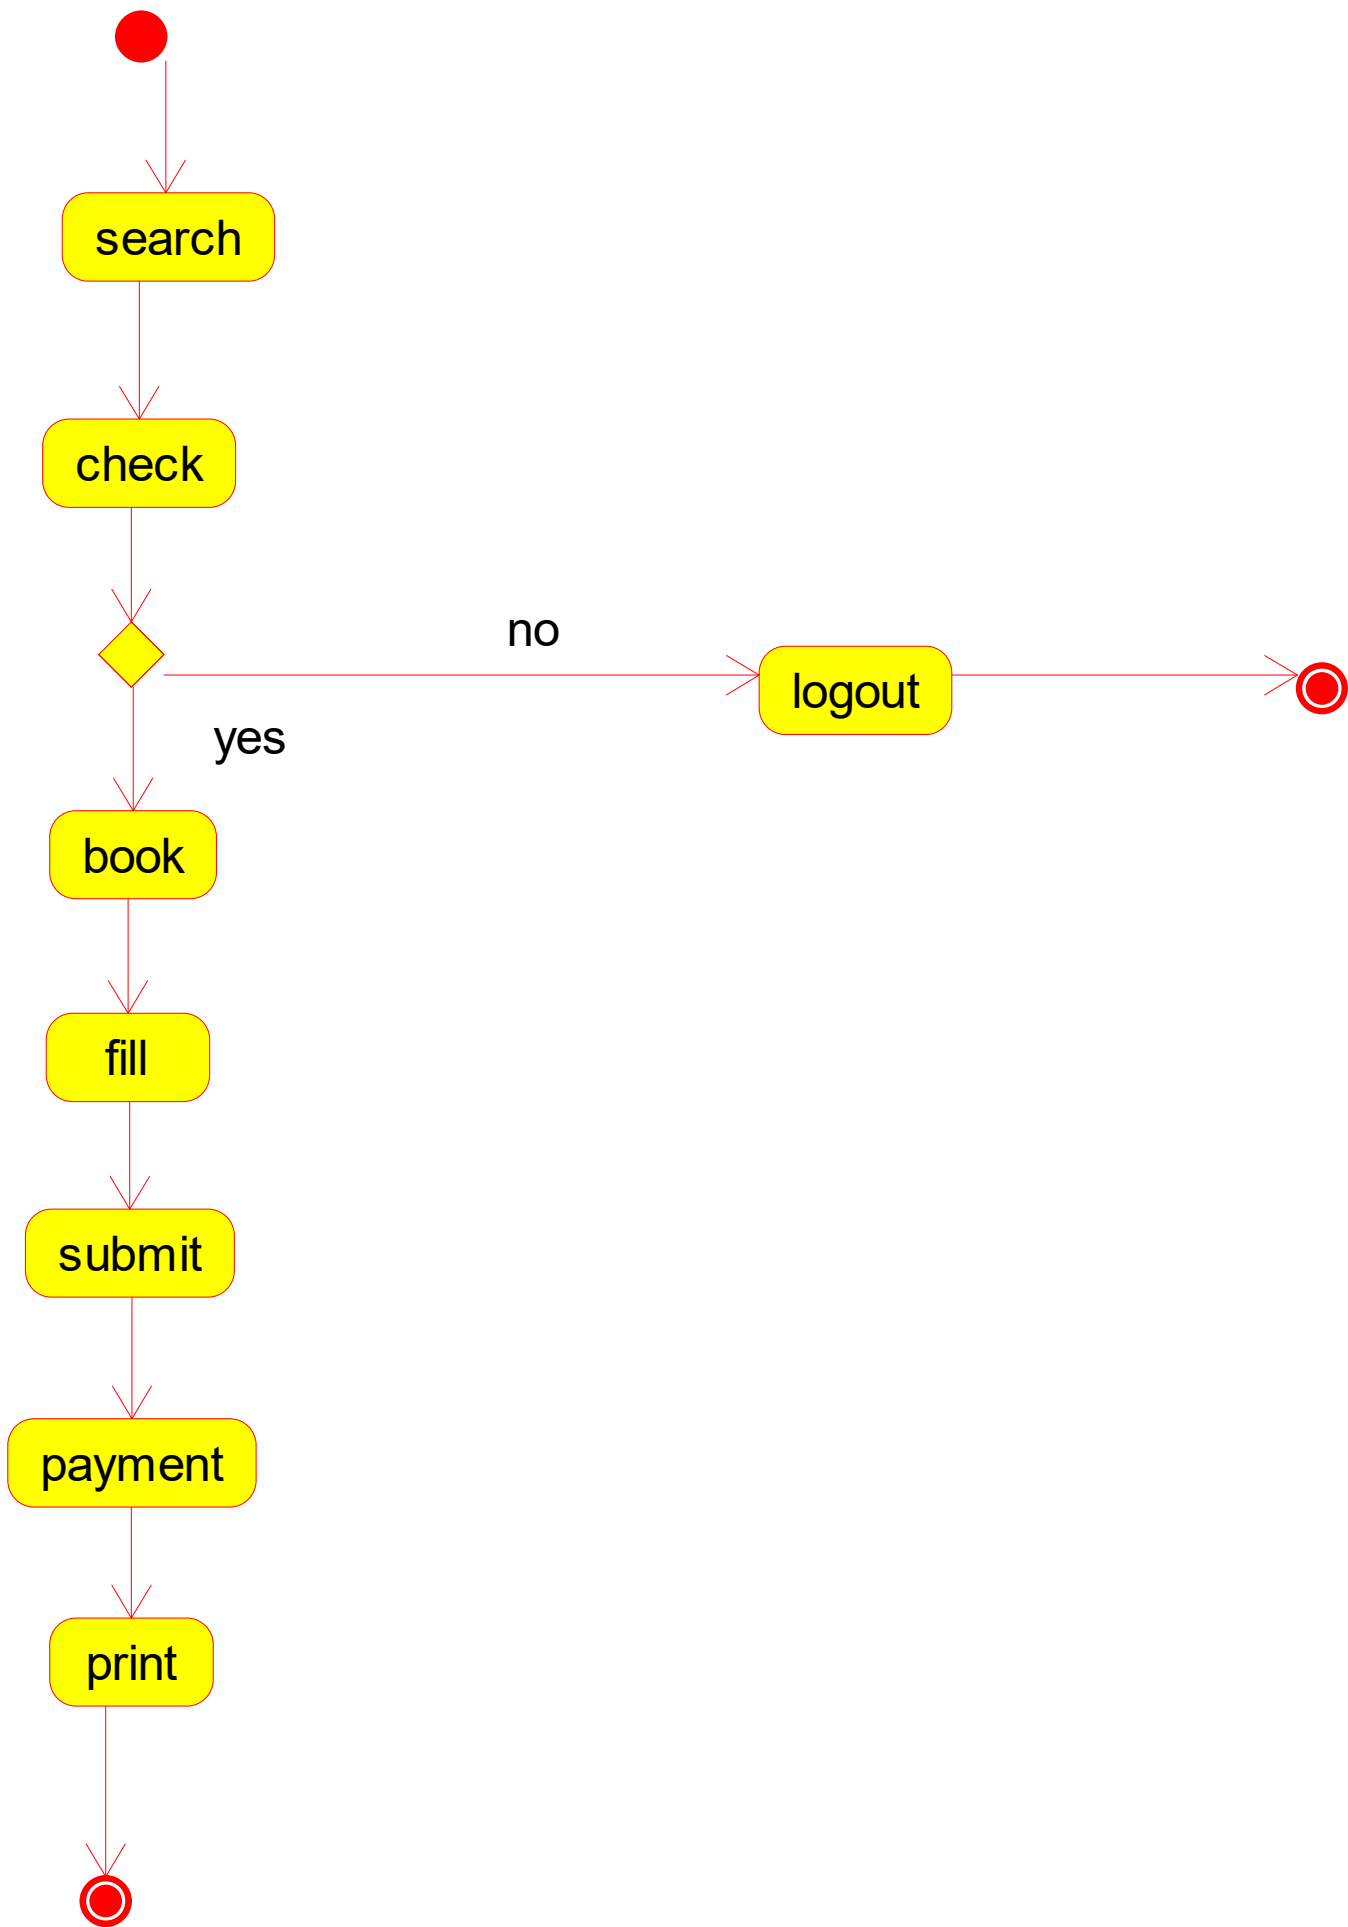 search
check
no
logout
yes
book
fill
submit
payment
print